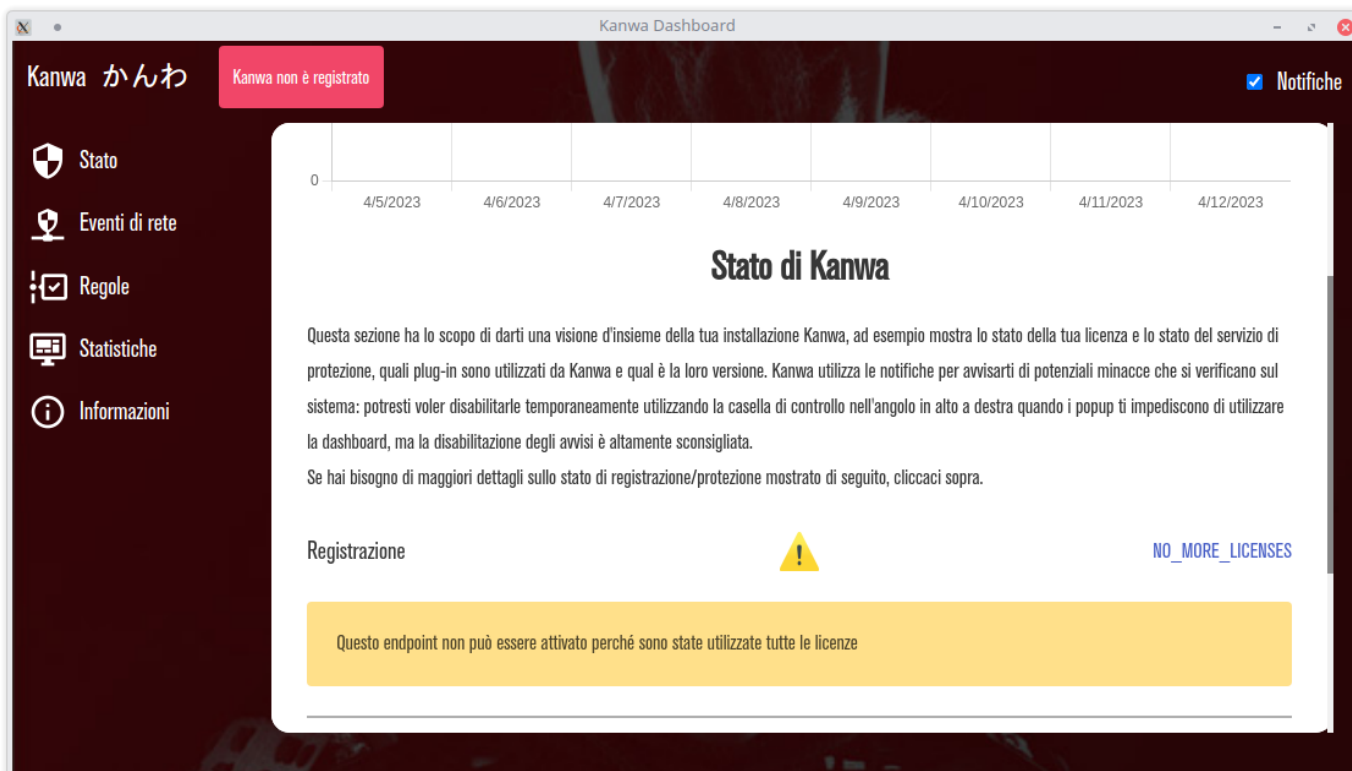 Kanwa Dashboard
Kanwa かんわ
Kanwa non è registrato
Notifiche
Stato
Eventi di rete
Regole
Statistiche
Informazioni
0
4/5/2023 4/6/2023 4/7/2023 4/8/2023 4/9/2023 4/10/2023 4/11/2023 4/12/2023
Stato di Kanwa
Questa sezione ha lo scopo di darti una visione d'insieme della tua installazione Kanwa, ad esempio mostra lo stato della tua licenza e lo stato del servizio di
protezione, quali plug-in sono utilizzati da Kanwa e qual è la loro versione. Kanwa utilizza le notifiche per avvisarti di potenziali minacce che si verificano sul
sistema: potresti voler disabilitarle temporaneamente utilizzando la casella di controllo nell'angolo in alto a destra quando i popup ti impediscono di utilizzare
la dashboard, ma la disabilitazione degli avvisi è altamente sconsigliata.
Se hai bisogno di maggiori dettagli sullo stato di registrazione/protezione mostrato di seguito, cliccaci sopra.
Registrazione
NO_MORE_LICENSES
Questo endpoint non può essere attivato perché sono state utilizzate tutte le licenze